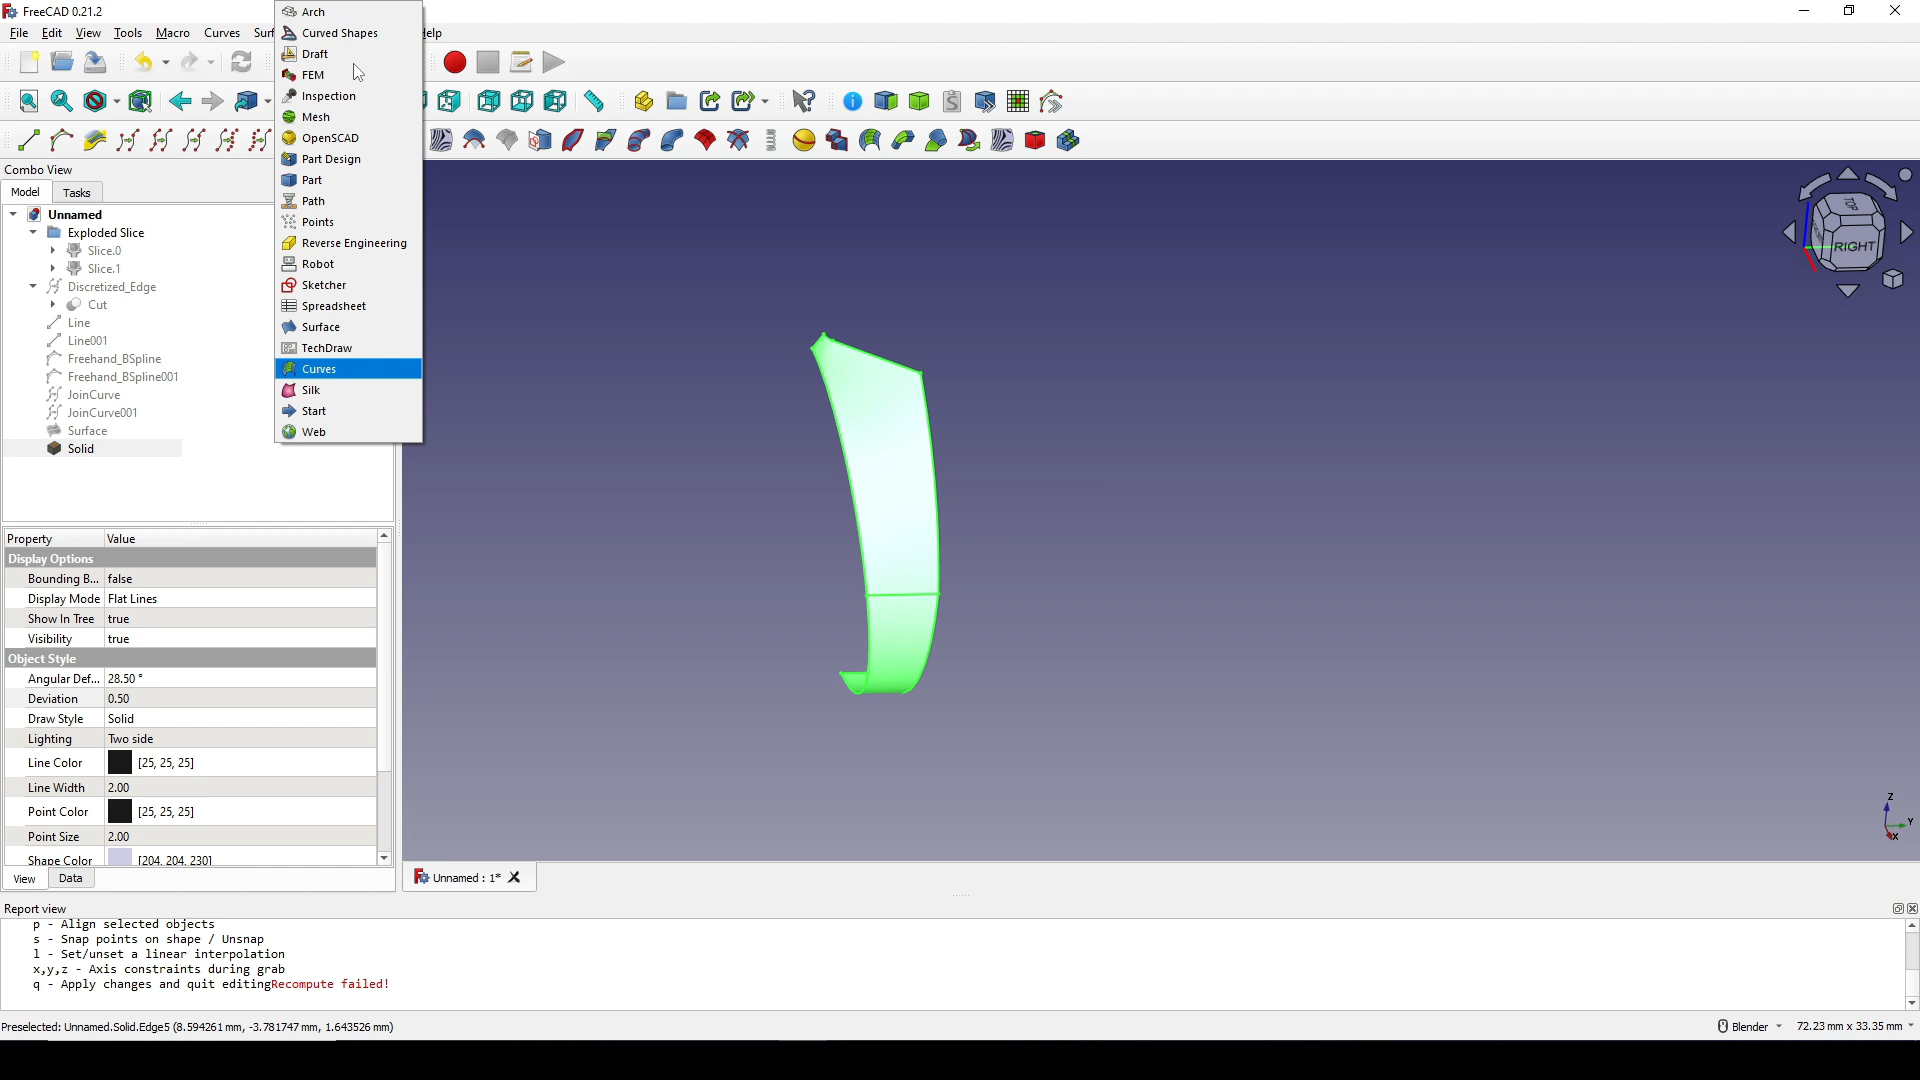 FreeCAD 0.21.2
File Edit View Tools Macro Curves Surf elp
Arch
Curved Shapes
Draft
FEM
Inspection
Mesh
OpenSCAD
Part Design
Part
Path
Points
Reverse Engineering
Robot
Sketcher
Spreadsheet
Surface
TechDraw
Curves
Silk
Start
Web
Combo View
Model Tasks
Unnamed
Exploded Slice
Slice.0
Slice.1
Discretized_Edge
Cut
Line
Line001
Freehand_BSpline
Freehand_BSpline001
JoinCurve
JoinCurve001
Surface
Solid
TOP
RIGHT
Property Value
Display Options
Bounding B... false
Display Mode Flat Lines
Show In Tree true
Visibility true
Object Style
Angular Def... 28.50 °
Deviation 0.50
Draw Style Solid
Lighting Two side
Line Color [25, 25, 25]
Line Width 2.00
Point Color [25, 25, 25]
Point Size 2.00
Shape Color [204, 204, 230]
View Data
Z
Y
X
Unnamed : 1*
Report view
p - Align selected objects
s - Snap points on shape / Unsnap
l - Set/unset a linear interpolation
x,y,z - Axis constraints during grab
q - Apply changes and quit editingRecompute failed!
Preselected: Unnamed.Solid.Edge5 (8.594261 mm, -3.781747 mm, 1.643526 mm)
Blender 72.23 mm x 33.35 mm